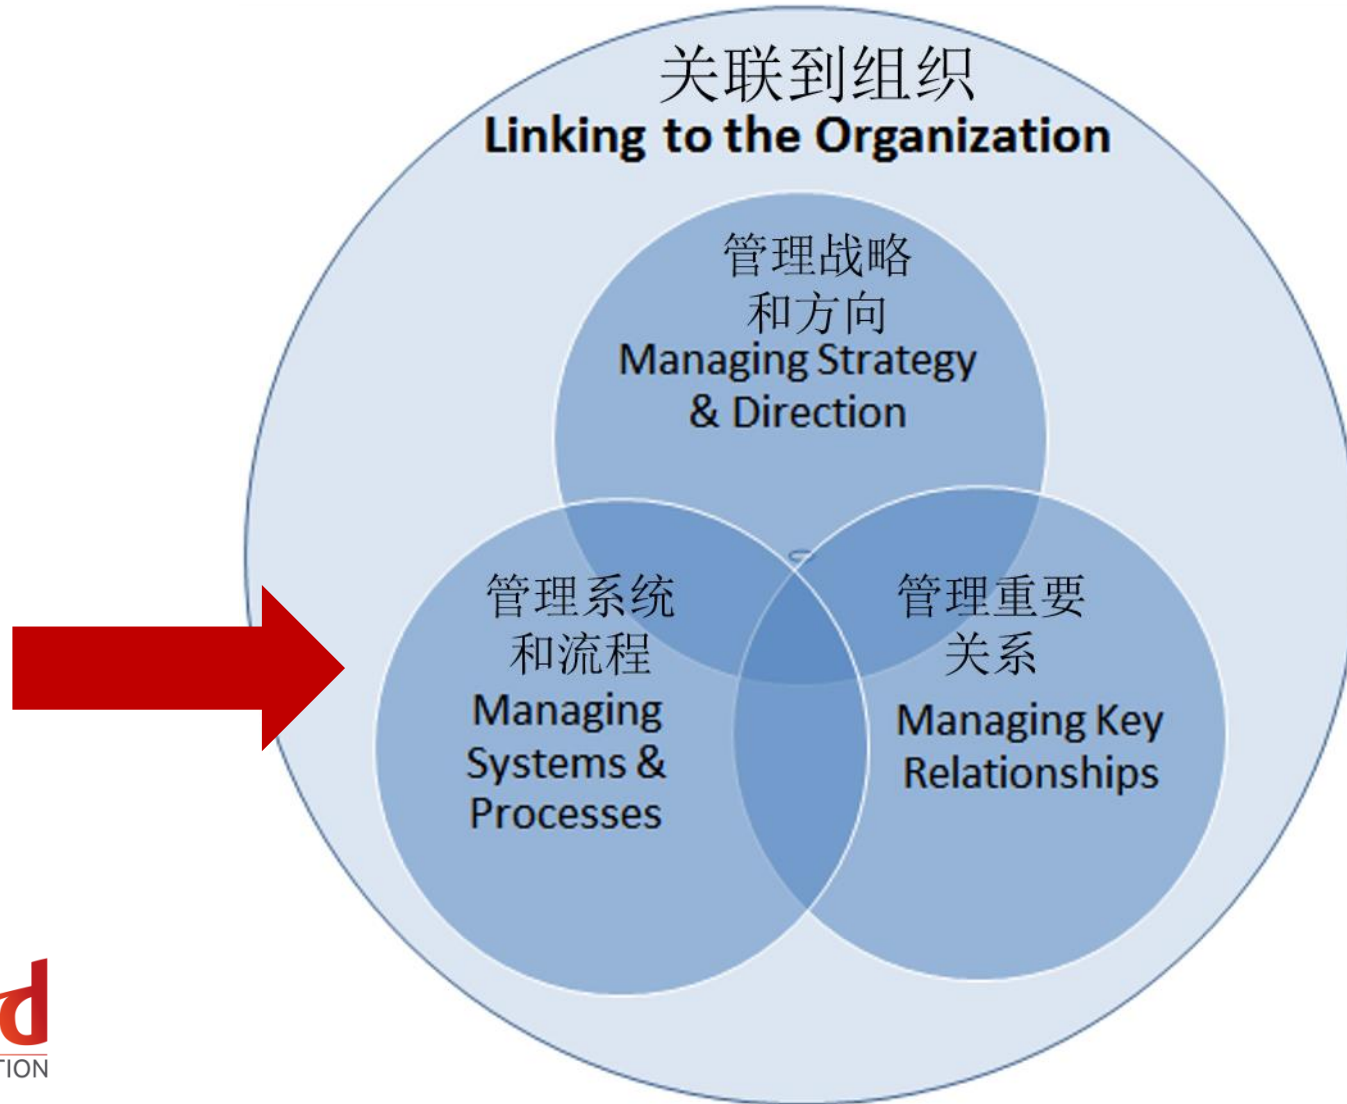 关联到组织
Linking to the Organization
管理战略
和方向
Managing Strategy
& Direction
管理系统
和流程
Managing
Systems &
Processes
管理重要
关系
Managing Key
Relationships